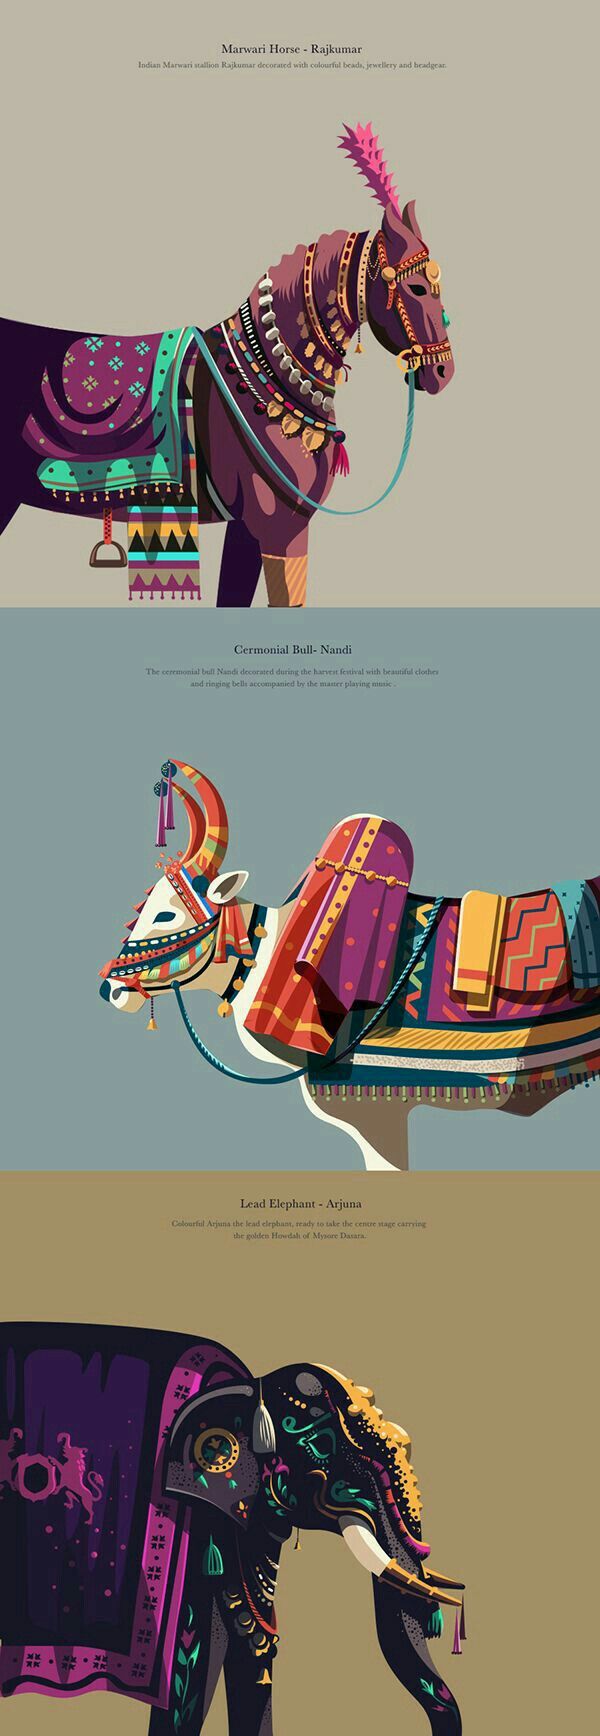 Marwari Horse - Rajkumar
Indian Marwari stallion Rajkumar decorated with colourful beads, jewellery and headgear.
Cermonial Bull- Nandi
The ceremonial bull Nandi decorated during the harvest festival with beautiful clothes
and ringing bells accompanied by the master playing music .
Lead Elephant - Arjuna
Colourful Arjuna the lead elephant, ready to take the centre stage carrying
the golden Howdah of Mysore Dasara.